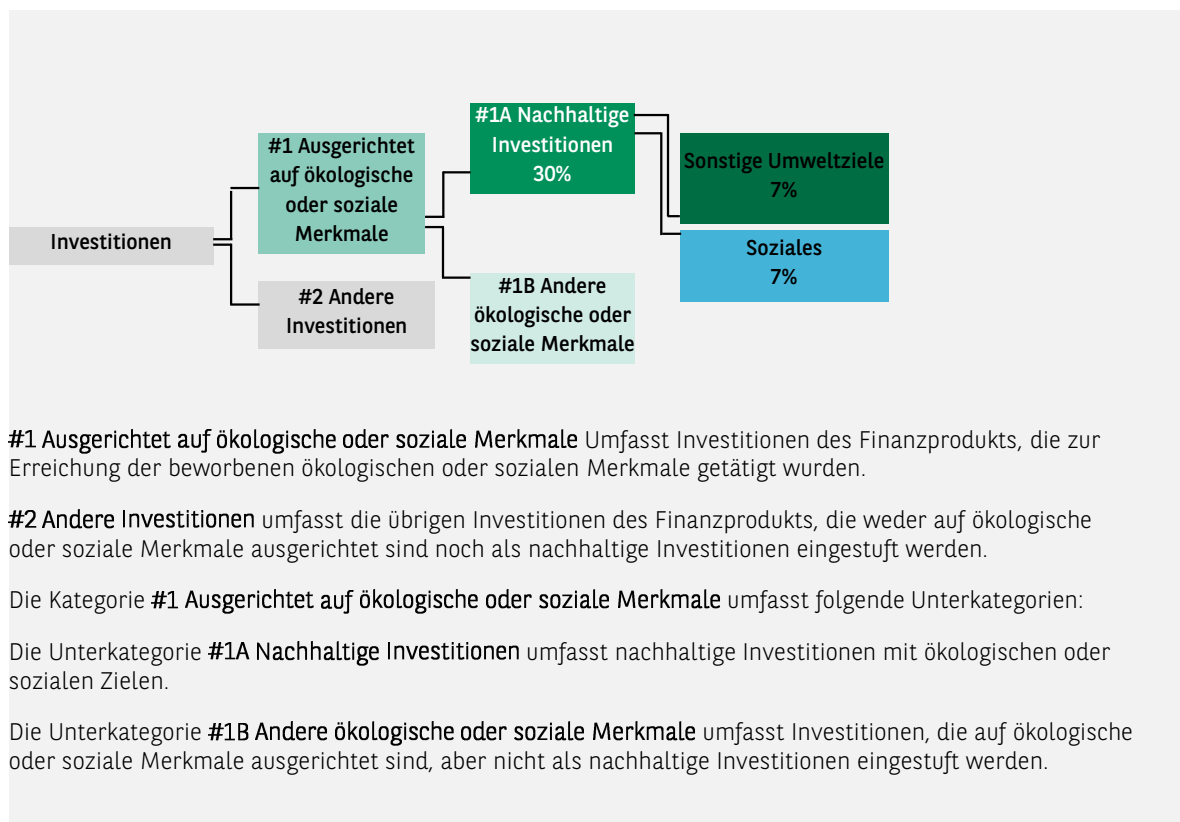 #1A Nachhaltige
Investitionen
30%
#1 Ausgerichtet
auf ökologische
oder soziale
Merkmale
Sonstige Umweltziele
7%
Investitionen
Soziales
7%
#2 Andere
Investitionen
#1B Andere
ökologische oder
soziale Merkmale
#1 Ausgerichtet auf ökologische oder soziale Merkmale Umfasst Investitionen des Finanzprodukts, die zur
Erreichung der beworbenen ökologischen oder sozialen Merkmale getätigt wurden.
#2 Andere Investitionen umfasst die übrigen Investitionen des Finanzprodukts, die weder auf ökologische
oder soziale Merkmale ausgerichtet sind noch als nachhaltige Investitionen eingestuft werden.
Die Kategorie #1 Ausgerichtet auf ökologische oder soziale Merkmale umfasst folgende Unterkategorien:
Die Unterkategorie #1A Nachhaltige Investitionen umfasst nachhaltige Investitionen mit ökologischen oder
sozialen Zielen.
Die Unterkategorie #1B Andere ökologische oder soziale Merkmale umfasst Investitionen, die auf ökologische
oder soziale Merkmale ausgerichtet sind, aber nicht als nachhaltige Investitionen eingestuft werden.